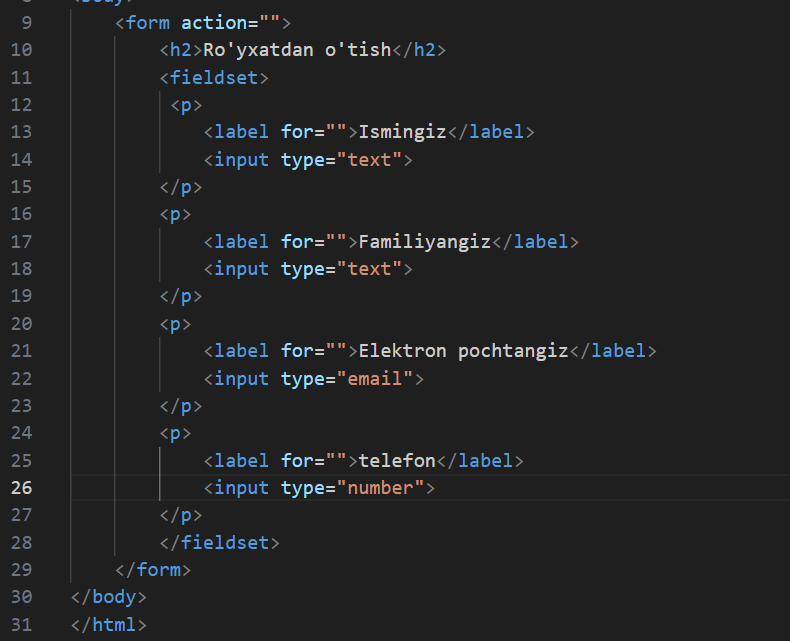 8 <body>
9 <form action="">
10 <h2>Ro'yxatdan o'tish</h2>
11 <fieldset>
12 <p>
13 <label for="">Ismingiz</label>
14 <input type="text">
15 </p>
16 <p>
17 <label for="">Familiyangiz</label>
18 <input type="text">
19 </p>
20 <p>
21 <label for="">Elektron pochtangiz</label>
22 <input type="email">
23 </p>
24 <p>
25 <label for="">telefon</label>
26 <input type="number">
27 </p>
28 </fieldset>
29 </form>
30 </body>
31 </html>